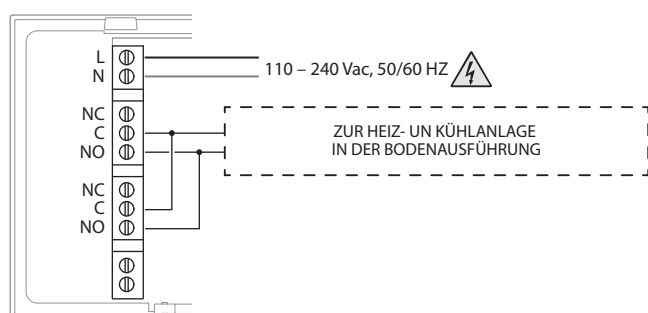 L
N
110 – 240 Vac, 50/60 HZ
NC
C
NO
ZUR HEIZ- UN KÜHLANLAGE
IN DER BODENAUSFÜHRUNG
NC
C
NO